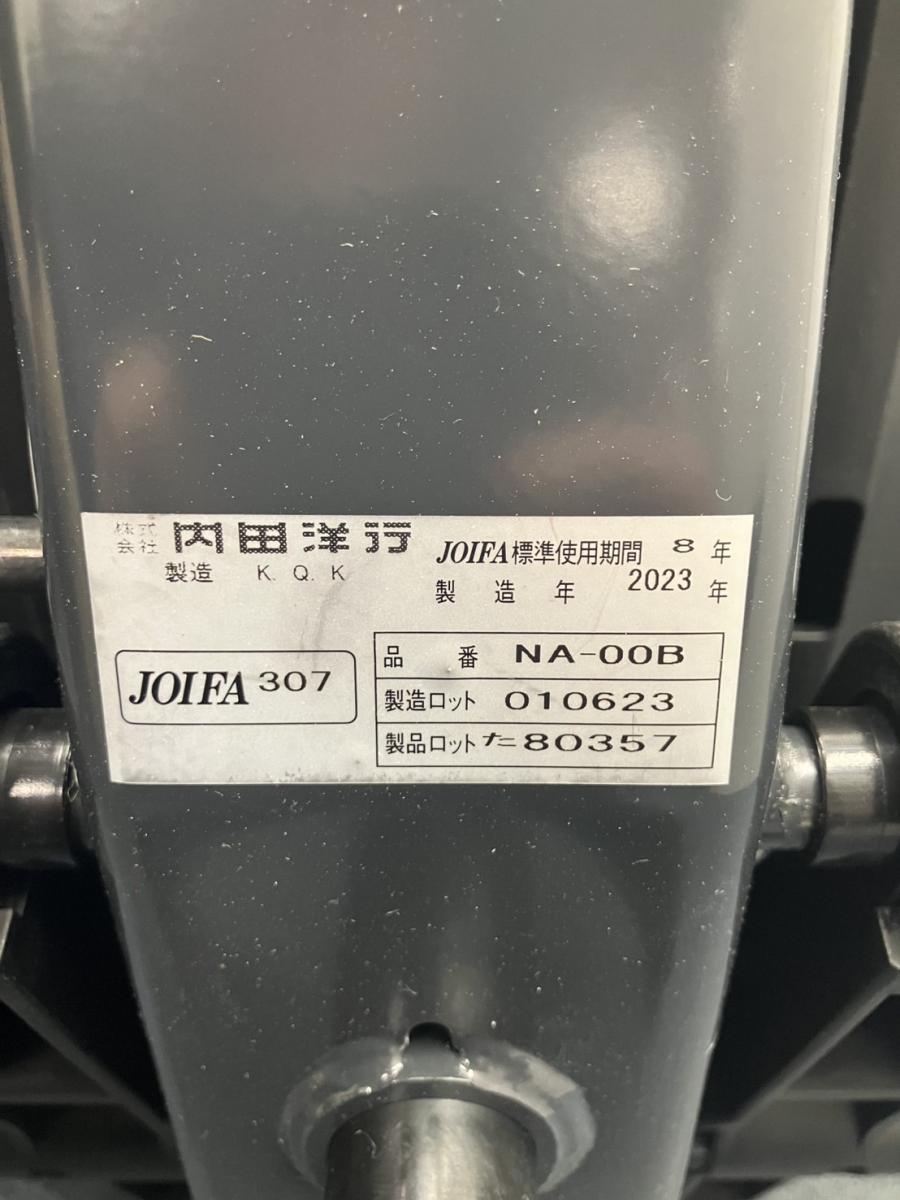 株式会社 内田洋行
製造 K. Q. K
JOIFA標準使用期間 8 年
製造年 2023 年
JOIFA 307
品番 NA-00B
製造ロット 010623
製品ロット た80357